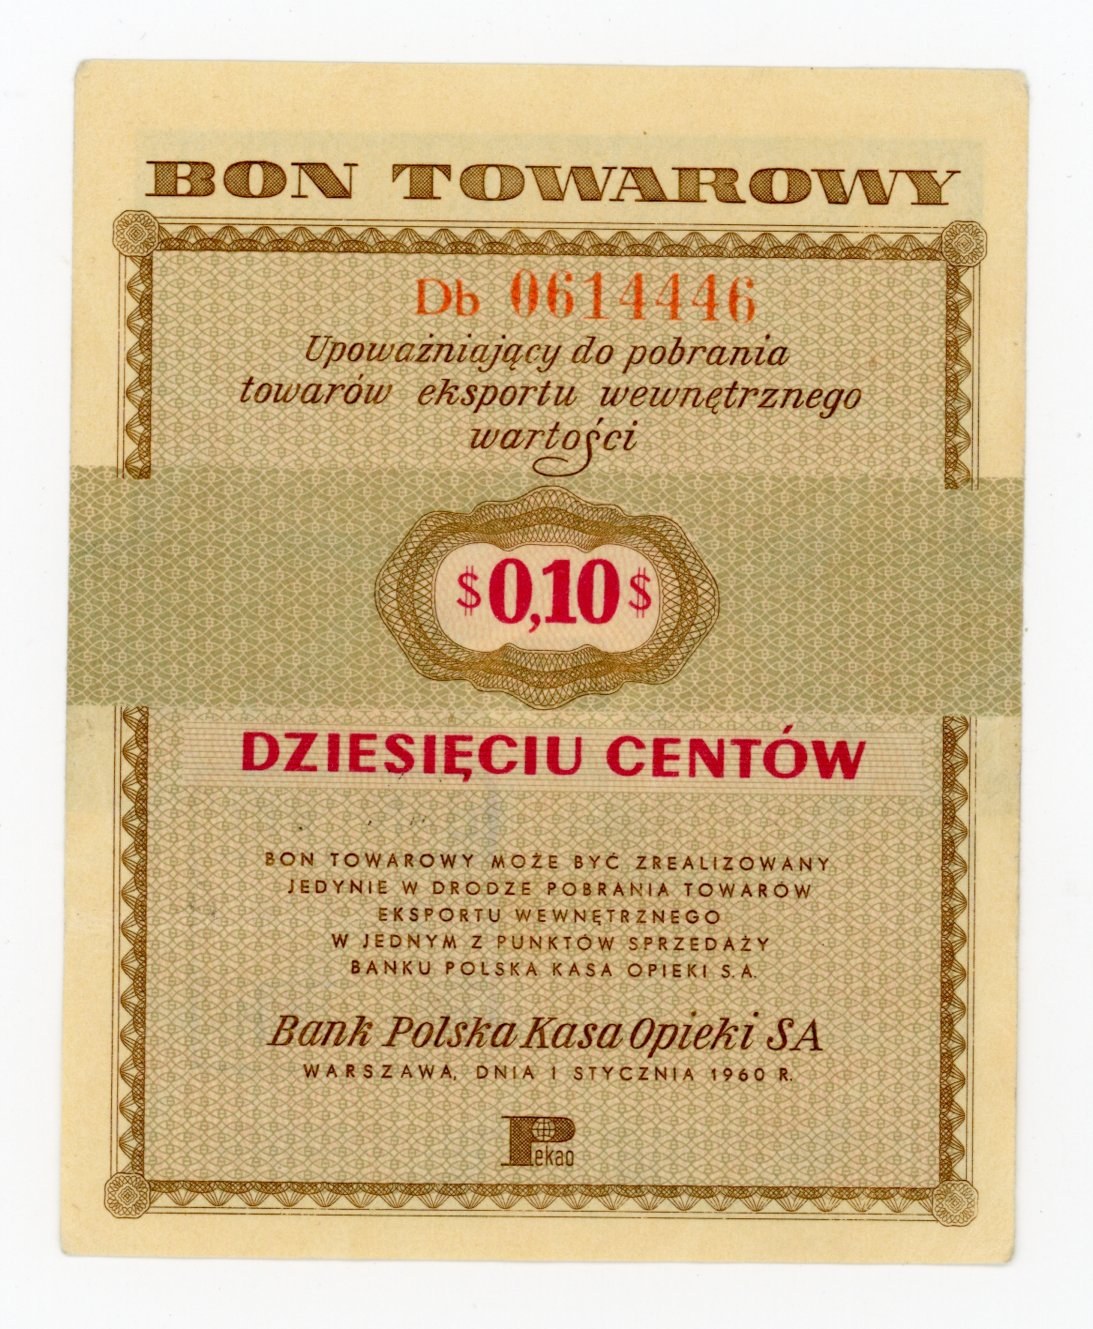 BON TOWAROWY
Db 0614446
Upoważniający do pobrania
towarów eksportu wewnętrznego
wartości
$0,10$
DZIESIĘCIU CENTÓW
BON TOWAROWY MOŻE BYĆ ZREALIZOWANY
JEDYNIE W DRODZE POBRANIA TOWARÓW
EKSPORTU WEWNĘTRZNEGO
W JEDNYM Z PUNKTÓW SPRZEDAŻY
BANKU POLSKA KASA OPIEKI S.A.
Bank Polska Kasa Opieki SA
WARSZAWA, DNIA 1 STYCZNIA 1960 R.
Pekao